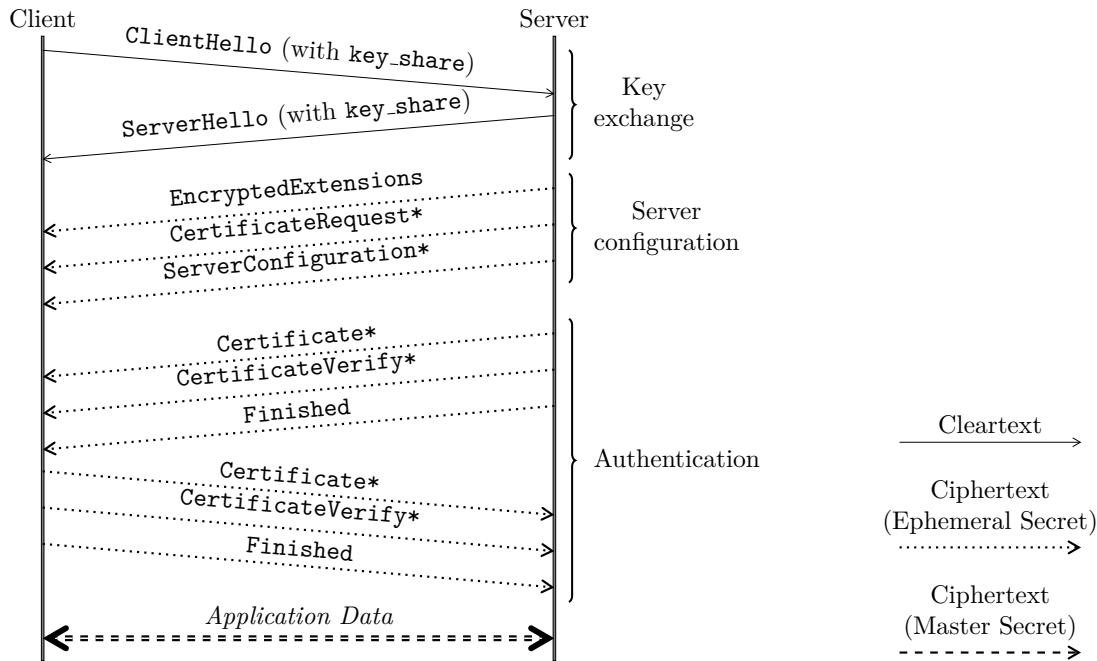 Client
Server
ClientHello (with key_share)
ServerHello (with key_share)
Key
exchange
EncryptedExtensions
CertificateRequest*
ServerConfiguration*
Server
configuration
Certificate*
CertificateVerify*
Finished
Certificate*
CertificateVerify*
Finished
Authentication
Application Data
Cleartext
Ciphertext
(Ephemeral Secret)
Ciphertext
(Master Secret)